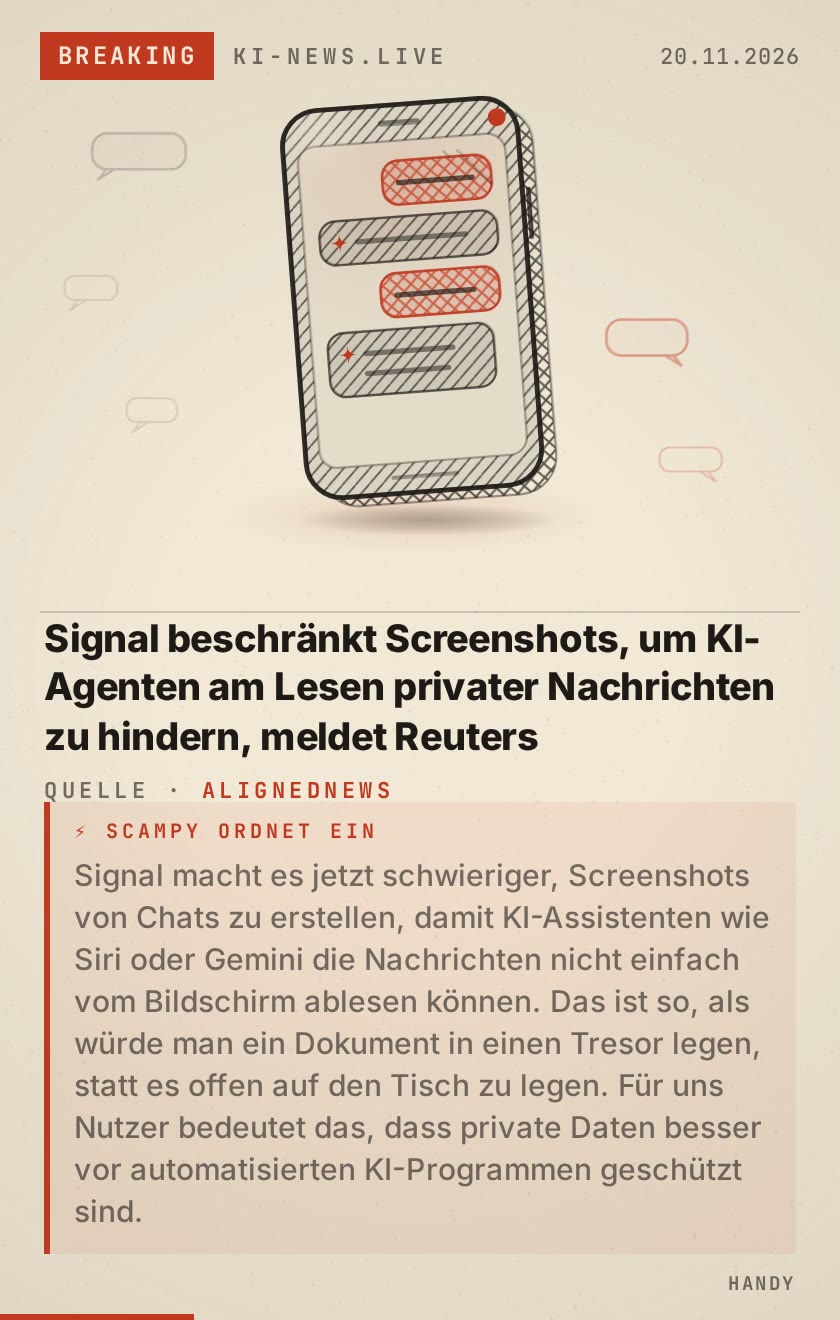 BREAKING KI-NEWS.LIVE 20.11.2026
Signal beschränkt Screenshots, um KI-
Agenten am Lesen privater Nachrichten
zu hindern, meldet Reuters
QUELLE · ALIGNEDNEWS
⚡ SCAMPY ORDNET EIN
Signal macht es jetzt schwieriger, Screenshots
von Chats zu erstellen, damit KI-Assistenten wie
Siri oder Gemini die Nachrichten nicht einfach
vom Bildschirm ablesen können. Das ist so, als
würde man ein Dokument in einen Tresor legen,
statt es offen auf den Tisch zu legen. Für uns
Nutzer bedeutet das, dass private Daten besser
vor automatisierten KI-Programmen geschützt
sind.
HANDY